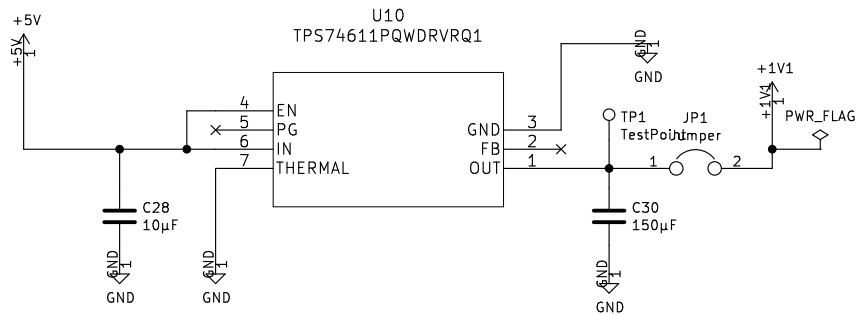 U10
TPS74611PQWDRVRQ1
+5V
+5V
1
4
EN
5
PG
6
IN
7
THERMAL
GND
3
FB
2
OUT
1
GND
1
GND
TP1
TestPoint
JP1
Jumper
1
2
+1V1
+1V1
1
PWR_FLAG
C28
10µF
GND
1
GND
GND
1
GND
C30
150µF
GND
1
GND